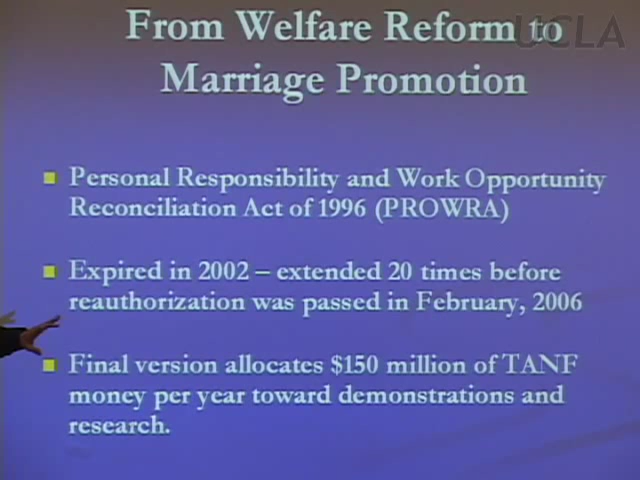 From Welfare Reform to
UCLA
Marriage Promotion
Personal Responsibility and Work Opportunity
Reconciliation Act of 1996 (PROWRA)
Expired in 2002 – extended 20 times before
reauthorization was passed in February, 2006
Final version allocates $150 million of TANF
money per year toward demonstrations and
research.